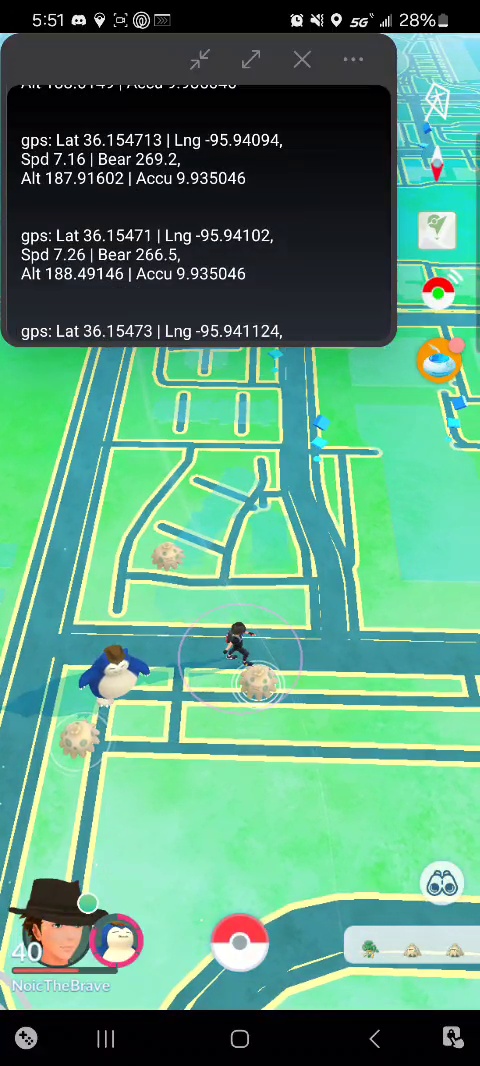 5:51 5G 28%
gps: Lat 36.154713 | Lng -95.94094,
Spd 7.16 | Bear 269.2,
Alt 187.91602 | Accu 9.935046
gps: Lat 36.15471 | Lng -95.94102,
Spd 7.26 | Bear 266.5,
Alt 188.49146 | Accu 9.935046
gps: Lat 36.15473 | Lng -95.941124,
40
NoicTheBrave